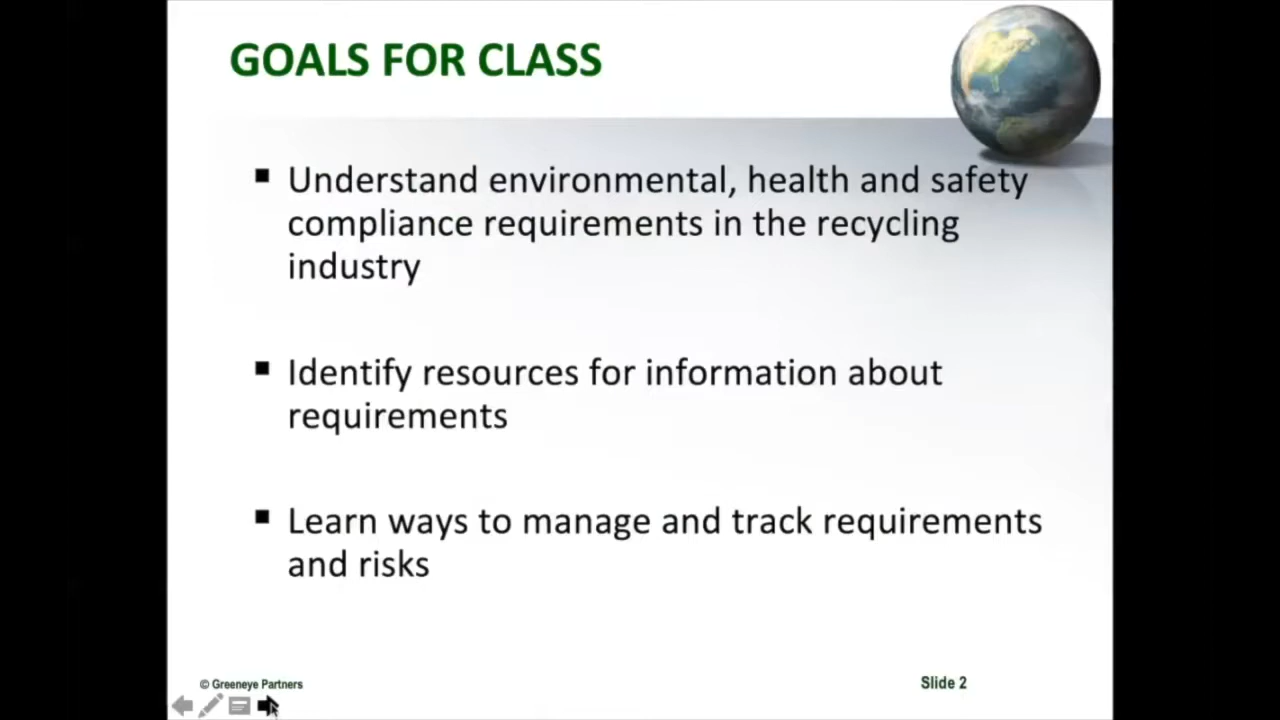 GOALS FOR CLASS
▪ Understand environmental, health and safety
compliance requirements in the recycling
industry
▪ Identify resources for information about
requirements
▪ Learn ways to manage and track requirements
and risks
© Greeneye Partners
Slide 2